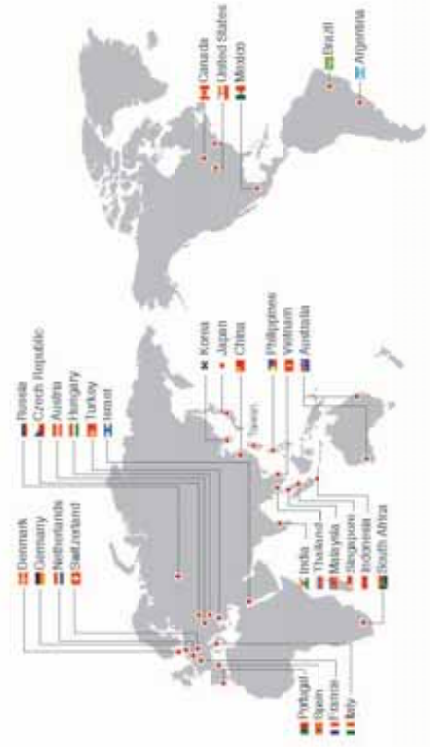 Denmark
Germany
Netherlands
Switzerland
Russia
Czech Republic
Austria
Hungary
Turkey
Israel
Korea
Japan
China
Taiwan
Philippines
Vietnam
Australia
Canada
United States
Mexico
Brazil
Argentina
Portugal
Spain
France
Italy
India
Thailand
Malaysia
Singapore
Indonesia
South Africa